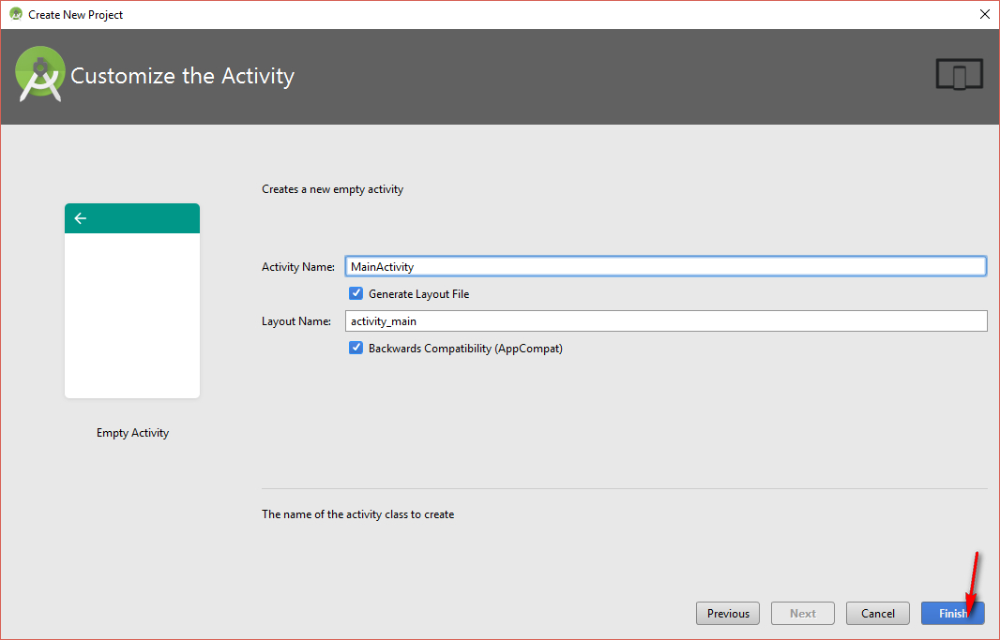 Create New Project
Customize the Activity
Creates a new empty activity
Activity Name: MainActivity
Generate Layout File
Layout Name: activity_main
Backwards Compatibility (AppCompat)
Empty Activity
The name of the activity class to create
Previous Next Cancel Finish